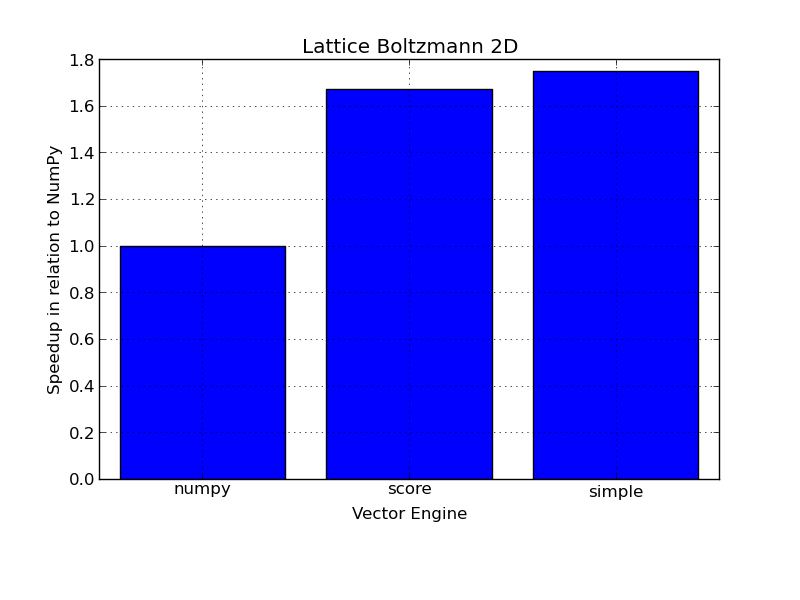 Lattice Boltzmann 2D
1.8
1.6
1.4
1.2
1.0
0.8
0.6
0.4
0.2
0.0
Speedup in relation to NumPy
numpy score simple
Vector Engine